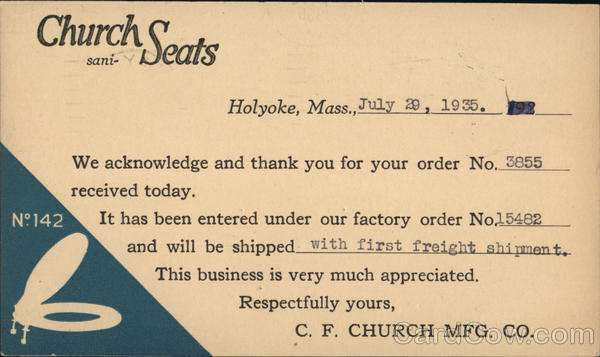 Church
sani- Seats
Holyoke, Mass., July 29, 1935. 192
We acknowledge and thank you for your order No. 3855
received today.
Nº 142 It has been entered under our factory order No. 15482
and will be shipped with first freight shipment.
This business is very much appreciated.
Respectfully yours,
C. F. CHURCH MFG. CO.
CardCow.com